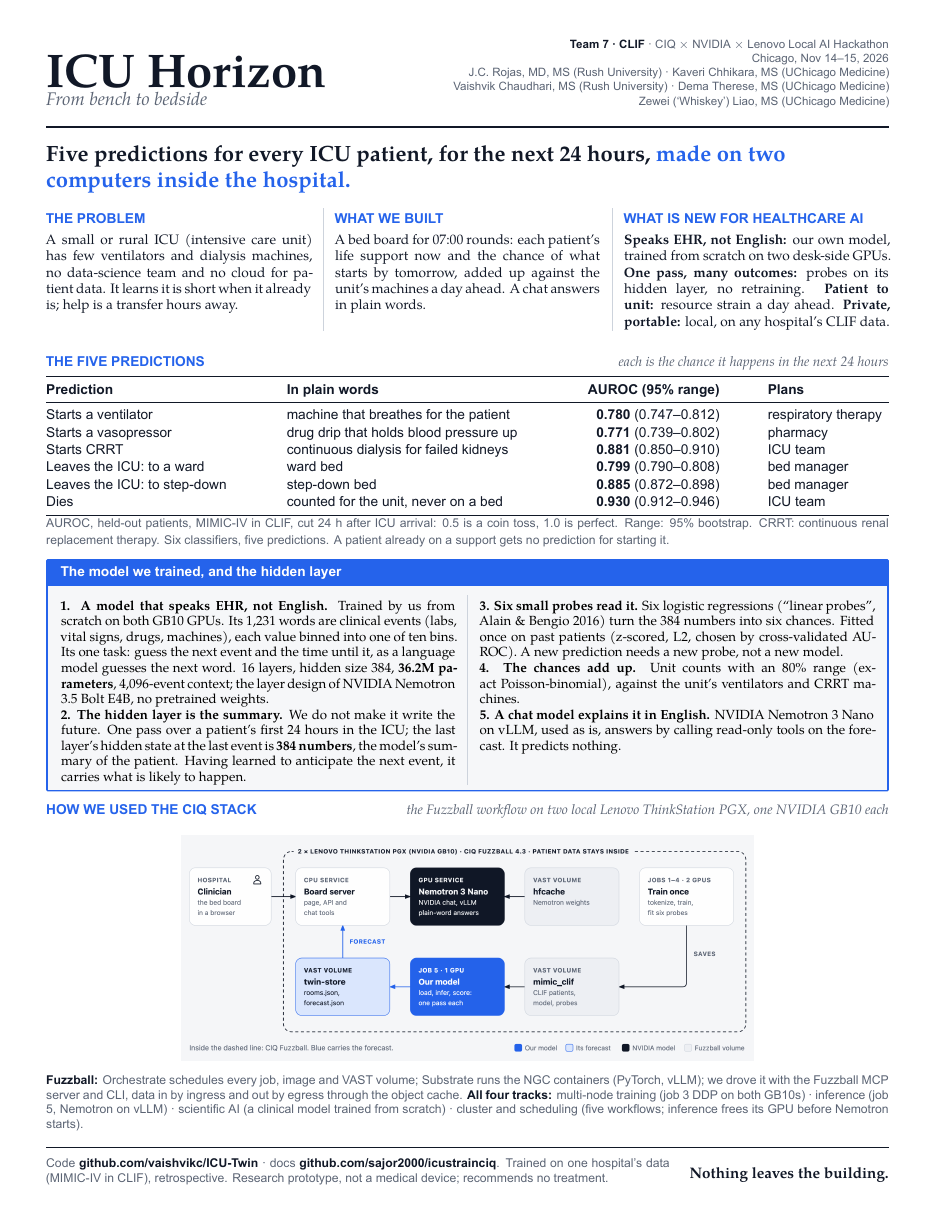 ICU Horizon
From bench to bedside
Team 7 · CLIF · CIQ × NVIDIA × Lenovo Local AI Hackathon
Chicago, Nov 14–15, 2026
J.C. Rojas, MD, MS (Rush University) · Kaveri Chhikara, MS (UChicago Medicine)
Vaishvik Chaudhari, MS (Rush University) · Dema Therese, MS (UChicago Medicine)
Zewei (‘Whiskey’) Liao, MS (UChicago Medicine)
Five predictions for every ICU patient, for the next 24 hours, made on two
computers inside the hospital.
THE PROBLEM
A small or rural ICU (intensive care unit)
has few ventilators and dialysis machines,
no data-science team and no cloud for pa-
tient data. It learns it is short when it already
is; help is a transfer hours away.
WHAT WE BUILT
A bed board for 07:00 rounds: each patient’s
life support now and the chance of what
starts by tomorrow, added up against the
unit’s machines a day ahead. A chat answers
in plain words.
WHAT IS NEW FOR HEALTHCARE AI
Speaks EHR, not English: our own model,
trained from scratch on two desk-side GPUs.
One pass, many outcomes: probes on its
hidden layer, no retraining. Patient to
unit: resource strain a day ahead. Private,
portable: local, on any hospital’s CLIF data.
THE FIVE PREDICTIONS
each is the chance it happens in the next 24 hours
Prediction In plain words AUROC (95% range) Plans
Starts a ventilator machine that breathes for the patient 0.780 (0.747–0.812) respiratory therapy
Starts a vasopressor drug drip that holds blood pressure up 0.771 (0.739–0.802) pharmacy
Starts CRRT continuous dialysis for failed kidneys 0.881 (0.850–0.910) ICU team
Leaves the ICU: to a ward ward bed 0.799 (0.790–0.808) bed manager
Leaves the ICU: to step-down step-down bed 0.885 (0.872–0.898) bed manager
Dies counted for the unit, never on a bed 0.930 (0.912–0.946) ICU team
AUROC, held-out patients, MIMIC-IV in CLIF, cut 24 h after ICU arrival: 0.5 is a coin toss, 1.0 is perfect. Range: 95% bootstrap. CRRT: continuous renal
replacement therapy. Six classifiers, five predictions. A patient already on a support gets no prediction for starting it.
The model we trained, and the hidden layer
1. A model that speaks EHR, not English. Trained by us from
scratch on both GB10 GPUs. Its 1,231 words are clinical events (labs,
vital signs, drugs, machines), each value binned into one of ten bins.
Its one task: guess the next event and the time until it, as a language
model guesses the next word. 16 layers, hidden size 384, 36.2M pa-
rameters, 4,096-event context; the layer design of NVIDIA Nemotron
3.5 Bolt E4B, no pretrained weights.
2. The hidden layer is the summary. We do not make it write the
future. One pass over a patient’s first 24 hours in the ICU; the last
layer’s hidden state at the last event is 384 numbers, the model’s sum-
mary of the patient. Having learned to anticipate the next event, it
carries what is likely to happen.
3. Six small probes read it. Six logistic regressions (“linear probes”,
Alain & Bengio 2016) turn the 384 numbers into six chances. Fitted
once on past patients (z-scored, L2, chosen by cross-validated AU-
ROC). A new prediction needs a new probe, not a new model.
4. The chances add up. Unit counts with an 80% range (ex-
act Poisson-binomial), against the unit’s ventilators and CRRT ma-
chines.
5. A chat model explains it in English. NVIDIA Nemotron 3 Nano
on vLLM, used as is, answers by calling read-only tools on the fore-
cast. It predicts nothing.
HOW WE USED THE CIQ STACK
the Fuzzball workflow on two local Lenovo ThinkStation PGX, one NVIDIA GB10 each
2 × LENOVO THINKSTATION PGX (NVIDIA GB10) · CIQ FUZZBALL 4.3 · PATIENT DATA STAYS INSIDE
HOSPITAL
Clinician
the bed board
in a browser
CPU SERVICE
Board server
page, API and
chat tools
GPU SERVICE
Nemotron 3 Nano
NVIDIA chat, vLLM
plain-word answers
VAST VOLUME
hfcache
Nemotron weights
JOBS 1–4 · 2 GPUS
Train once
tokenize, train,
fit six probes
FORECAST
SAVES
VAST VOLUME
twin-store
rooms.json,
forecast.json
JOB 5 · 1 GPU
Our model
load, infer, score:
one pass each
VAST VOLUME
mimic_clif
CLIF patients,
model, probes
Inside the dashed line: CIQ Fuzzball. Blue carries the forecast.
Our model Its forecast NVIDIA model Fuzzball volume
Fuzzball: Orchestrate schedules every job, image and VAST volume; Substrate runs the NGC containers (PyTorch, vLLM); we drove it with the Fuzzball MCP
server and CLI, data in by ingress and out by egress through the object cache. All four tracks: multi-node training (job 3 DDP on both GB10s) · inference (job
5, Nemotron on vLLM) · scientific AI (a clinical model trained from scratch) · cluster and scheduling (five workflows; inference frees its GPU before Nemotron
starts).
Code github.com/vaishvikc/ICU-Twin · docs github.com/sajor2000/icustrainciq. Trained on one hospital’s data
(MIMIC-IV in CLIF), retrospective. Research prototype, not a medical device; recommends no treatment.
Nothing leaves the building.